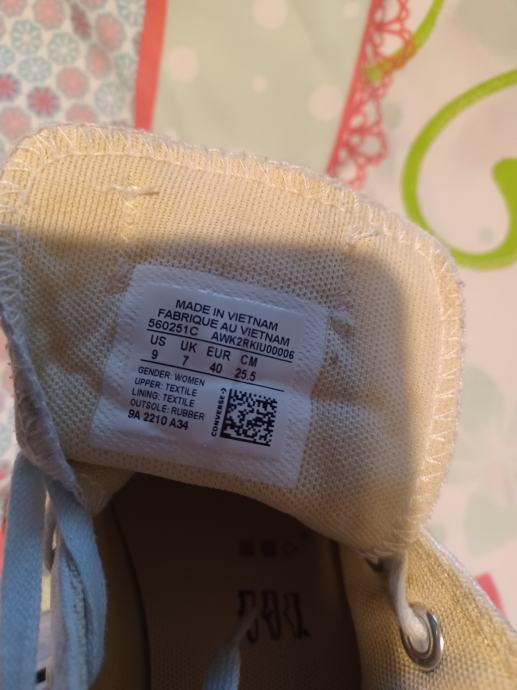 MADE IN VIETNAM
FABRIQUE AU VIETNAM
560251C AWK2RKIU00006
US UK EUR CM
9 7 40 25.5
GENDER: WOMEN
UPPER: TEXTILE
LINING: TEXTILE
OUTSOLE: RUBBER
9A 2210 A34
CONVERSE